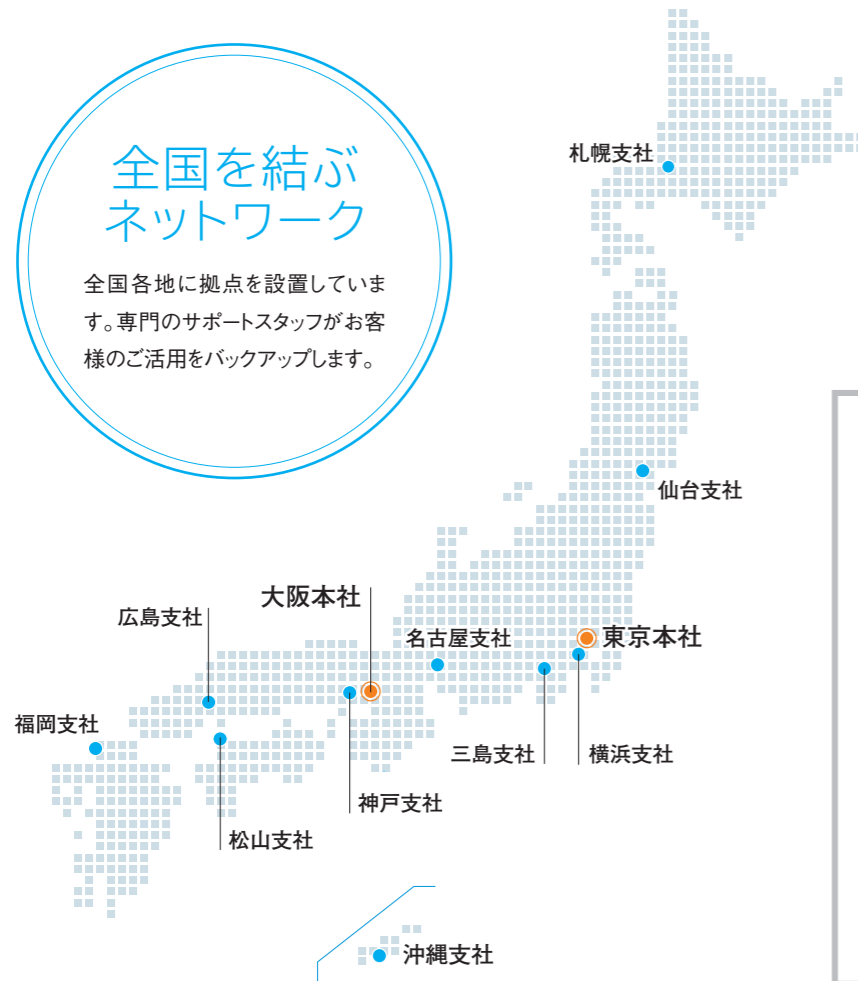 全国を結ぶ
ネットワーク
全国各地に拠点を設置していま
す。専門のサポートスタッフがお客
様のご活用をバックアップします。
札幌支社
仙台支社
大阪本社
広島支社
名古屋支社
東京本社
福岡支社
三島支社
横浜支社
神戸支社
松山支社
沖縄支社